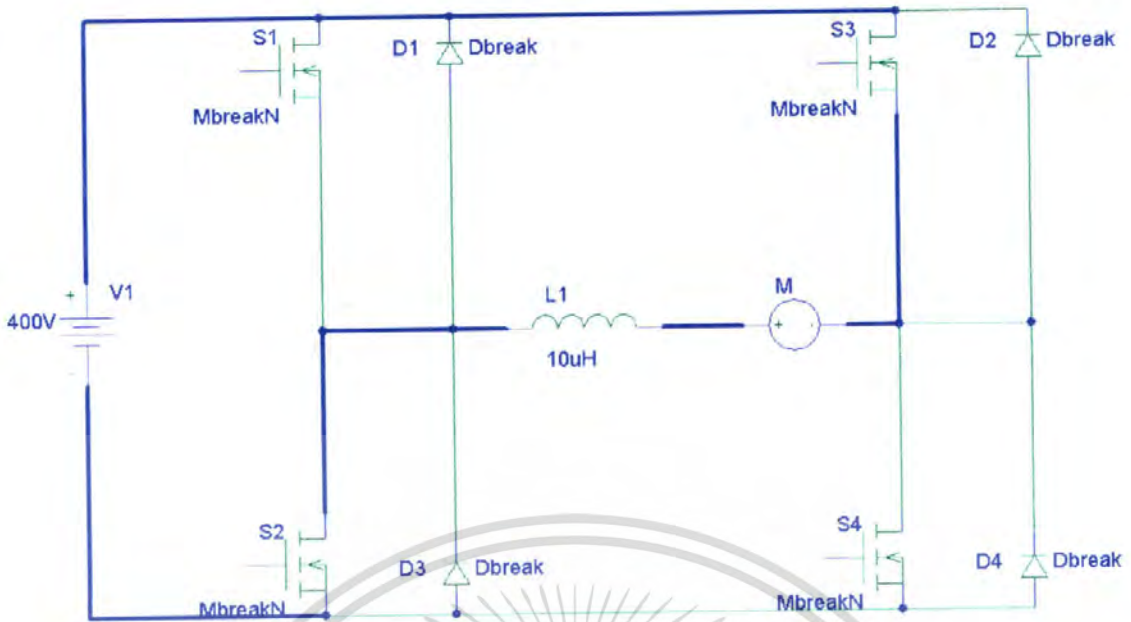 S1
D1
Dbreak
MbreakN
S3
D2
Dbreak
MbreakN
+
V1
400V
L1
10uH
M
+
-
S2
D3
Dbreak
MbreakN
S4
D4
Dbreak
MbreakN